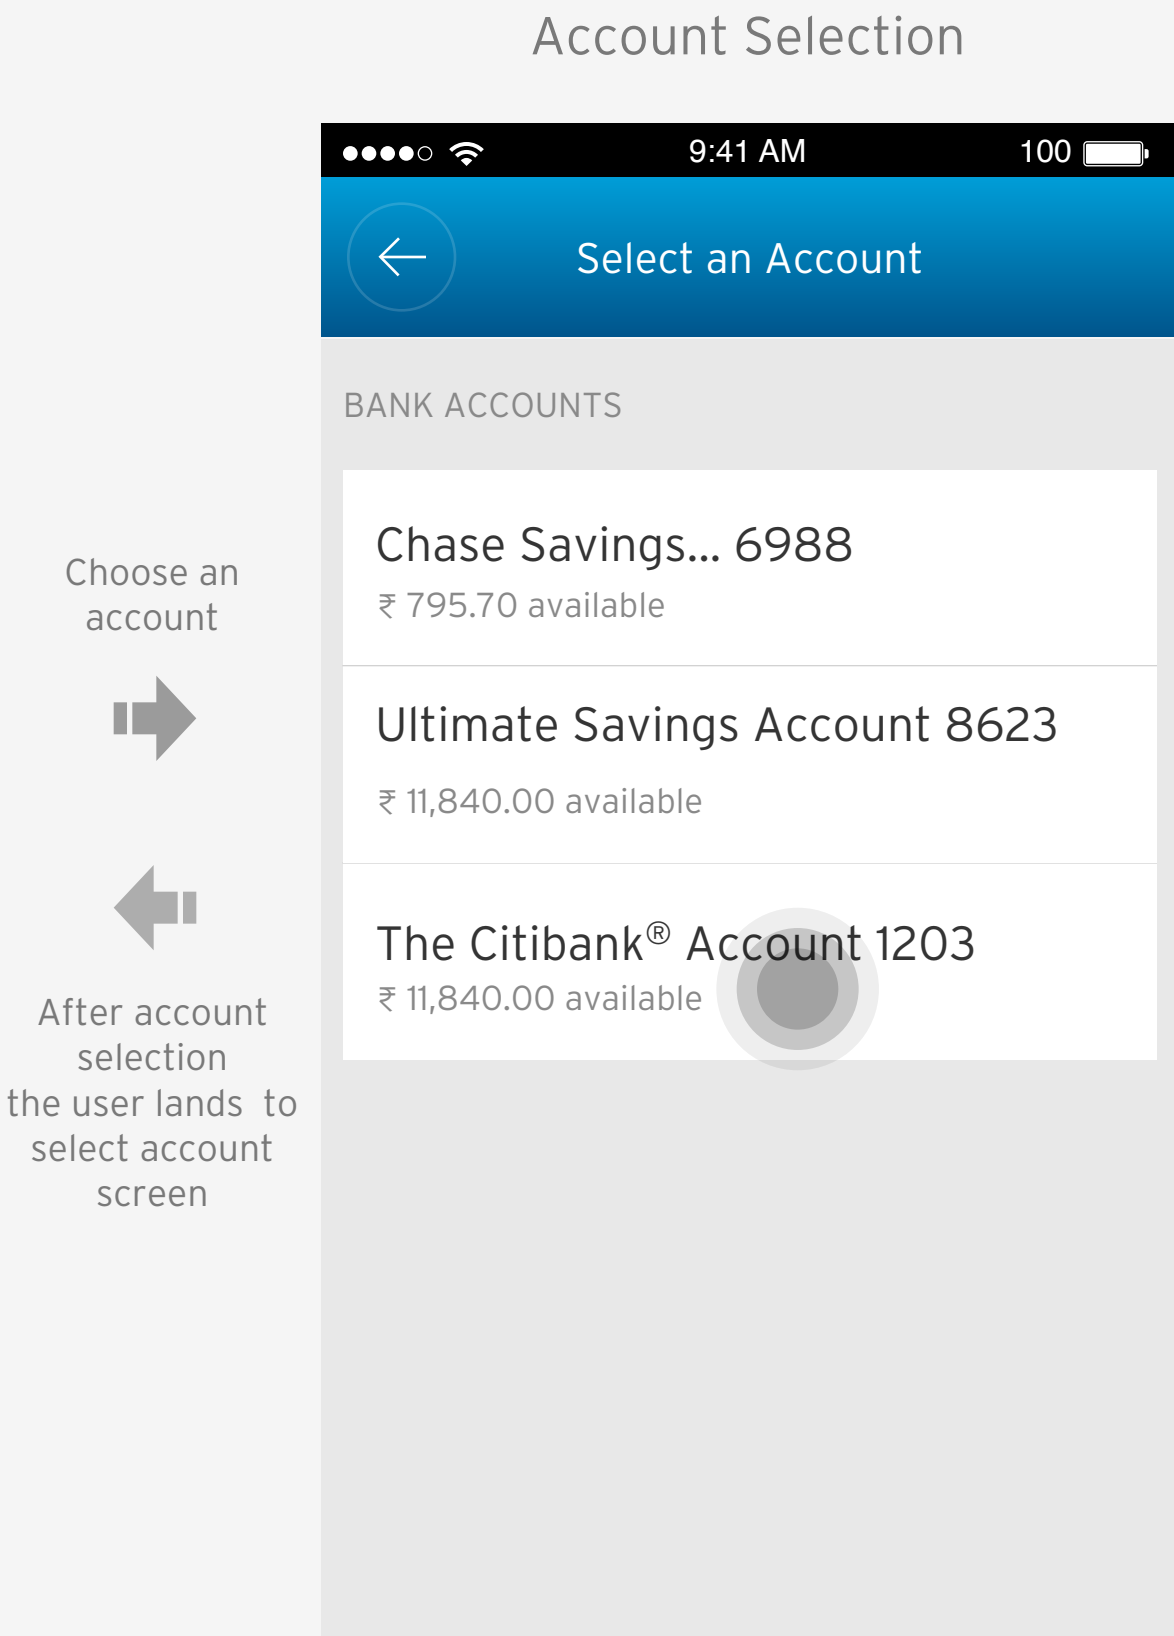 Account Selection
9:41 AM
100
Select an Account
BANK ACCOUNTS
Chase Savings... 6988
₹ 795.70 available
Ultimate Savings Account 8623
₹ 11,840.00 available
The Citibank® Account 1203
₹ 11,840.00 available
Choose an
account
After account
selection
the user lands  to
select account
screen